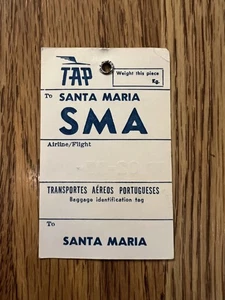 TAP
Weight this piece
Kg.
To SANTA MARIA
SMA
Airline/Flight
TRANSPORTES AÉREOS PORTUGUESES
Baggage identification tag
To
SANTA MARIA